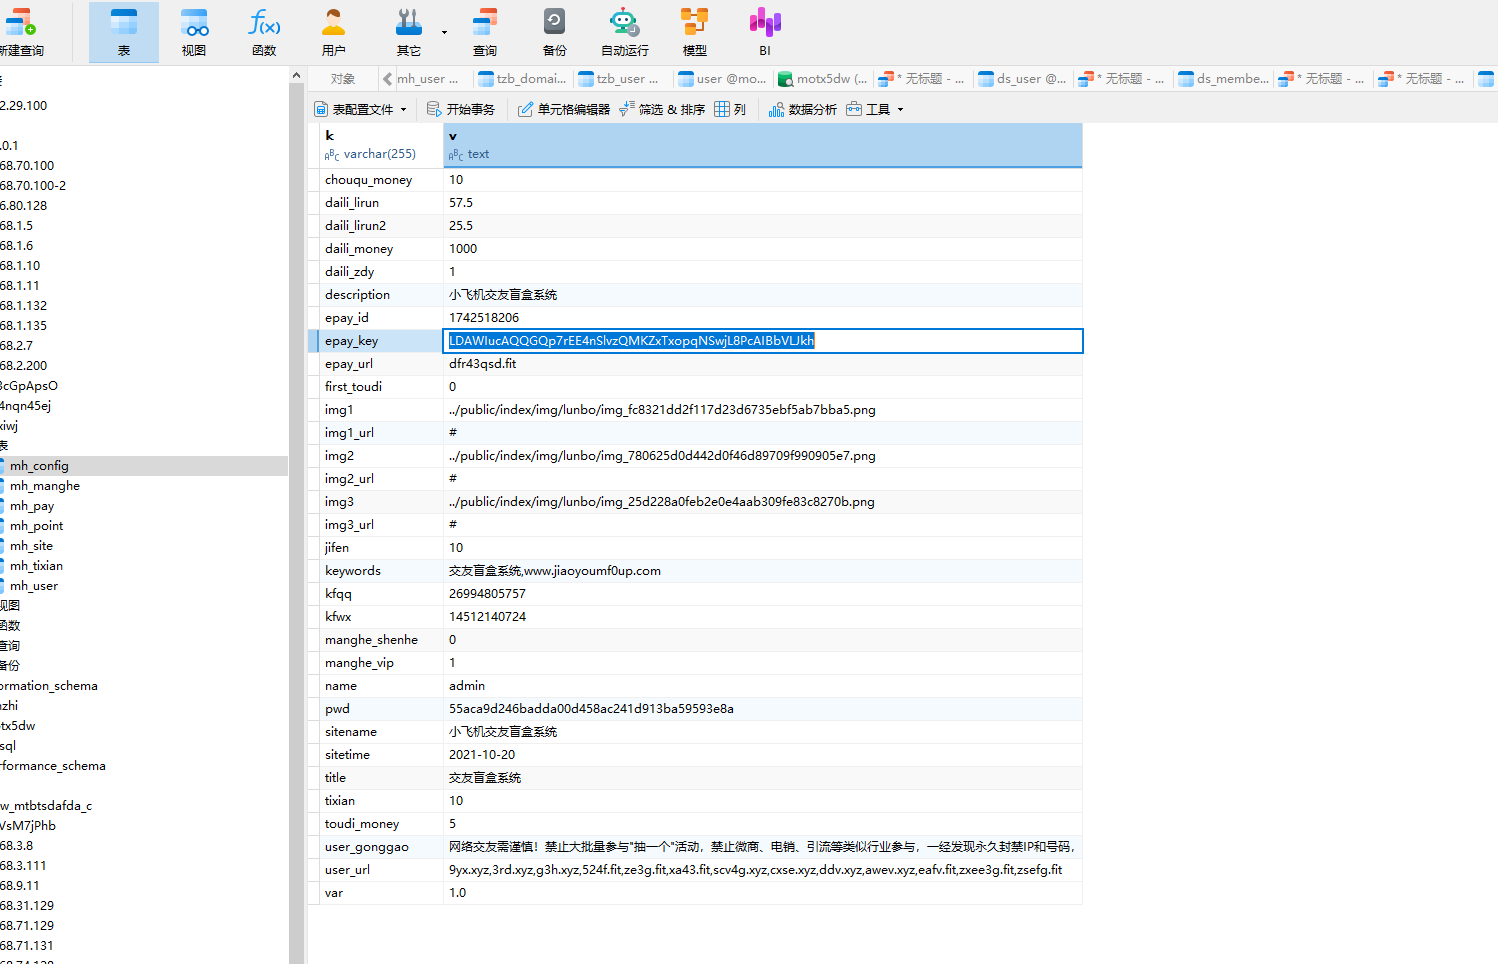 新建查询 表 视图 函数 用户 其它 查询 备份 自动运行 模型 BI
对象 mh_user ... tzb_domai... tzb_user ... user @mo... motx5dw (... * 无标题 - ... ds_user @... * 无标题 - ... ds_membe... * 无标题 - ... * 无标题 - ...
表配置文件 开始事务 单元格编辑器 筛选 & 排序 列 数据分析 工具
2.29.100
.0.1
68.70.100
68.70.100-2
6.80.128
68.1.5
68.1.6
68.1.10
68.1.11
68.1.132
68.1.135
68.2.7
68.2.200
3cGpApsO
4nqn45ej
xiwj
表
mh_config
mh_manghe
mh_pay
mh_point
mh_site
mh_tixian
mh_user
视图
函数
查询
备份
ormation_schema
nzhi
otx5dw
sql
rformance_schema
w_mtbtsdafda_c
VsM7jPhb
68.3.8
68.3.111
68.9.11
68.31.129
68.71.129
68.71.131
k v
varchar(255) text
chouqu_money 10
daili_lirun 57.5
daili_lirun2 25.5
daili_money 1000
daili_zdy 1
description 小飞机交友盲盒系统
epay_id 1742518206
epay_key LDAWIucAQQGQp7rEE4nSlvzQMKZxTxopqNSwjL8PcAIBbVLJkh
epay_url dfr43qsd.fit
first_toudi 0
img1 ../public/index/img/lunbo/img_fc8321dd2f117d23d6735ebf5ab7bba5.png
img1_url #
img2 ../public/index/img/lunbo/img_780625d0d442d0f46d89709f990905e7.png
img2_url #
img3 ../public/index/img/lunbo/img_25d228a0feb2e0e4aab309fe83c8270b.png
img3_url #
jifen 10
keywords 交友盲盒系统,www.jiaoyoumf0up.com
kfqq 26994805757
kfwx 14512140724
manghe_shenhe 0
manghe_vip 1
name admin
pwd 55aca9d246badda00d458ac241d913ba59593e8a
sitename 小飞机交友盲盒系统
sitetime 2021-10-20
title 交友盲盒系统
tixian 10
toudi_money 5
user_gonggao 网络交友需谨慎！禁止大批量参与"抽一个"活动，禁止微商、电销、引流等类似行业参与，一经发现永久封禁IP和号码，
user_url 9yx.xyz,3rd.xyz,g3h.xyz,524f.fit,ze3g.fit,xa43.fit,scv4g.xyz,cxse.xyz,ddv.xyz,awev.xyz,eafv.fit,zxee3g.fit,zsefg.fit
var 1.0